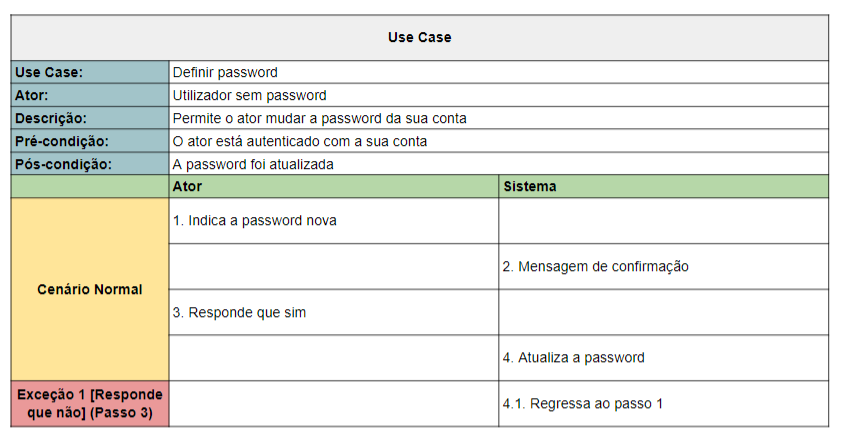 Use Case
Use Case: Definir password
Ator: Utilizador sem password
Descrição: Permite o ator mudar a password da sua conta
Pré-condição: O ator está autenticado com a sua conta
Pós-condição: A password foi atualizada
Ator Sistema
Cenário Normal
1. Indica a password nova
2. Mensagem de confirmação
3. Responde que sim
4. Atualiza a password
Exceção 1 [Responde
que não] (Passo 3)
4.1. Regressa ao passo 1